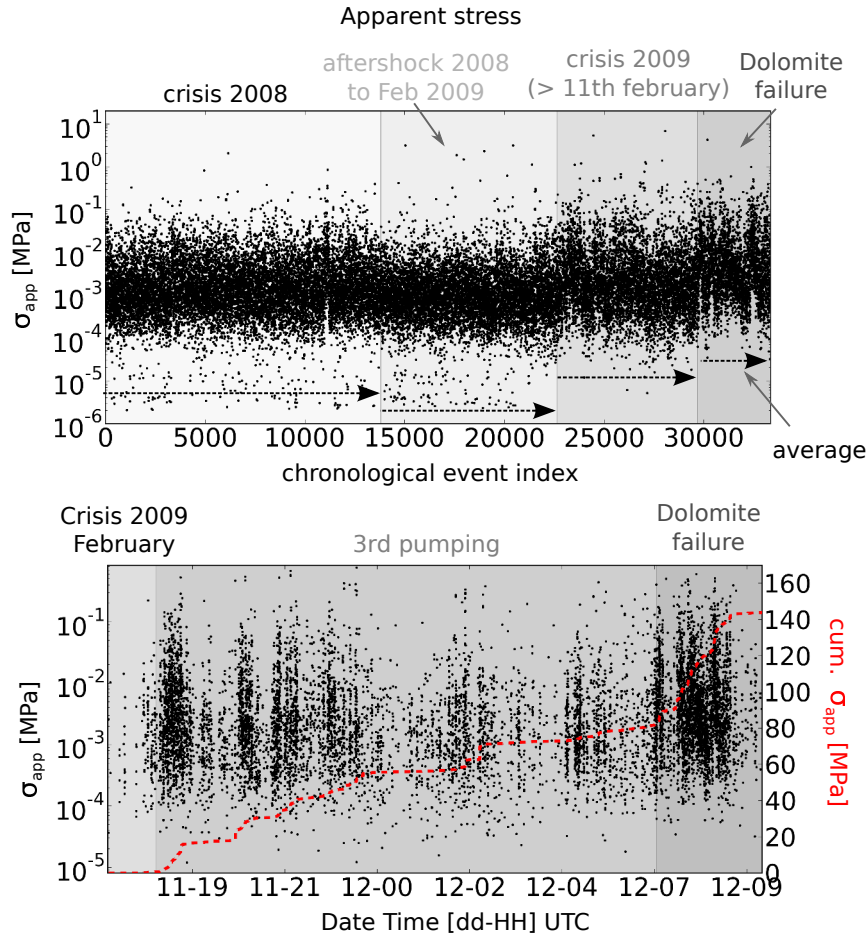 Apparent stress
crisis 2008
aftershock 2008
to Feb 2009
crisis 2009
(> 11th february)
Dolomite
failure
σapp [MPa]
10^1
10^0
10^-1
10^-2
10^-3
10^-4
10^-5
10^-6
0 5000 10000 15000 20000 25000 30000
chronological event index
average
Crisis 2009
February
3rd pumping
Dolomite
failure
σapp [MPa]
10^-1
10^-2
10^-3
10^-4
10^-5
160
140
120
100
80
60
40
20
0
cum. σapp [MPa]
11-19 11-21 12-00 12-02 12-04 12-07 12-09
Date Time [dd-HH] UTC